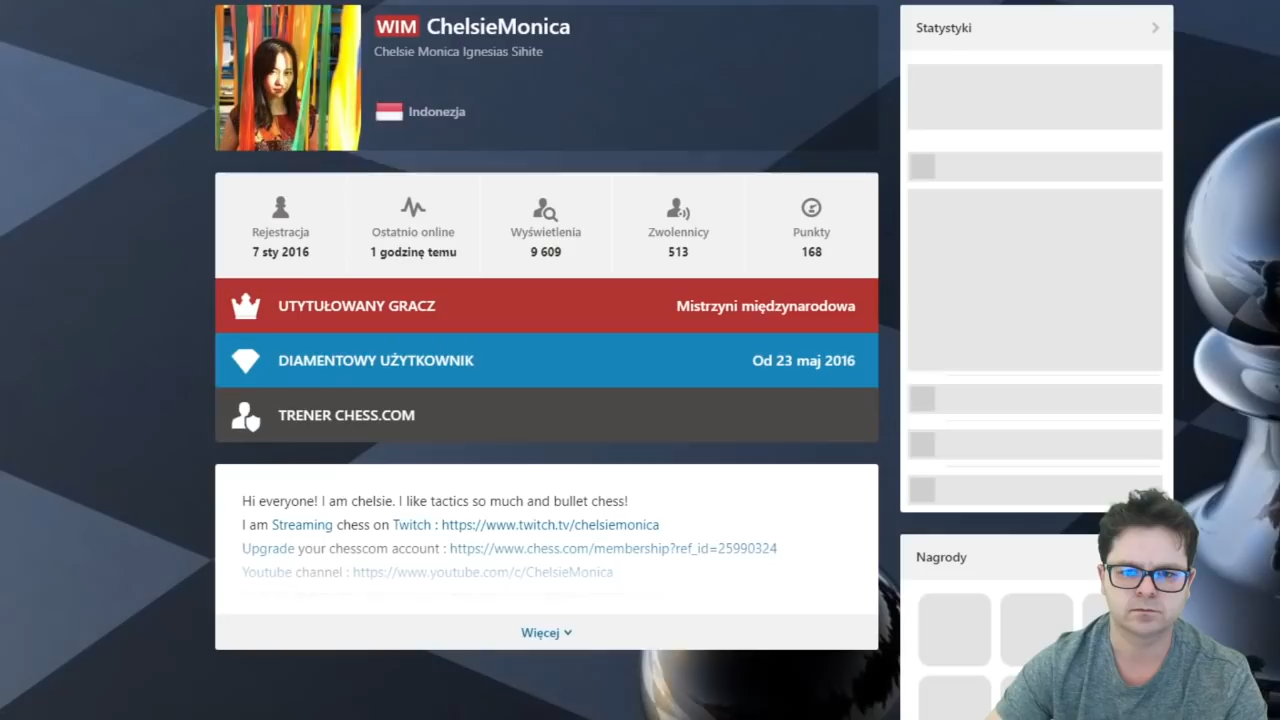 WIM ChelsieMonica
Chelsie Monica Ignesias Sihite
Indonezja
Rejestracja
7 sty 2016
Ostatnio online
1 godzinę temu
Wyświetlenia
9 609
Zwolennicy
513
Punkty
168
UTYTUŁOWANY GRACZ
Mistrzyni międzynarodowa
DIAMENTOWY UŻYTKOWNIK
Od 23 maj 2016
TRENER CHESS.COM
Hi everyone! I am chelsie. I like tactics so much and bullet chess!
I am Streaming chess on Twitch : https://www.twitch.tv/chelsiemonica
Upgrade your chesscom account : https://www.chess.com/membership?ref_id=25990324
Youtube channel : https://www.youtube.com/c/ChelsieMonica
Więcej
Statystyki
Nagrody